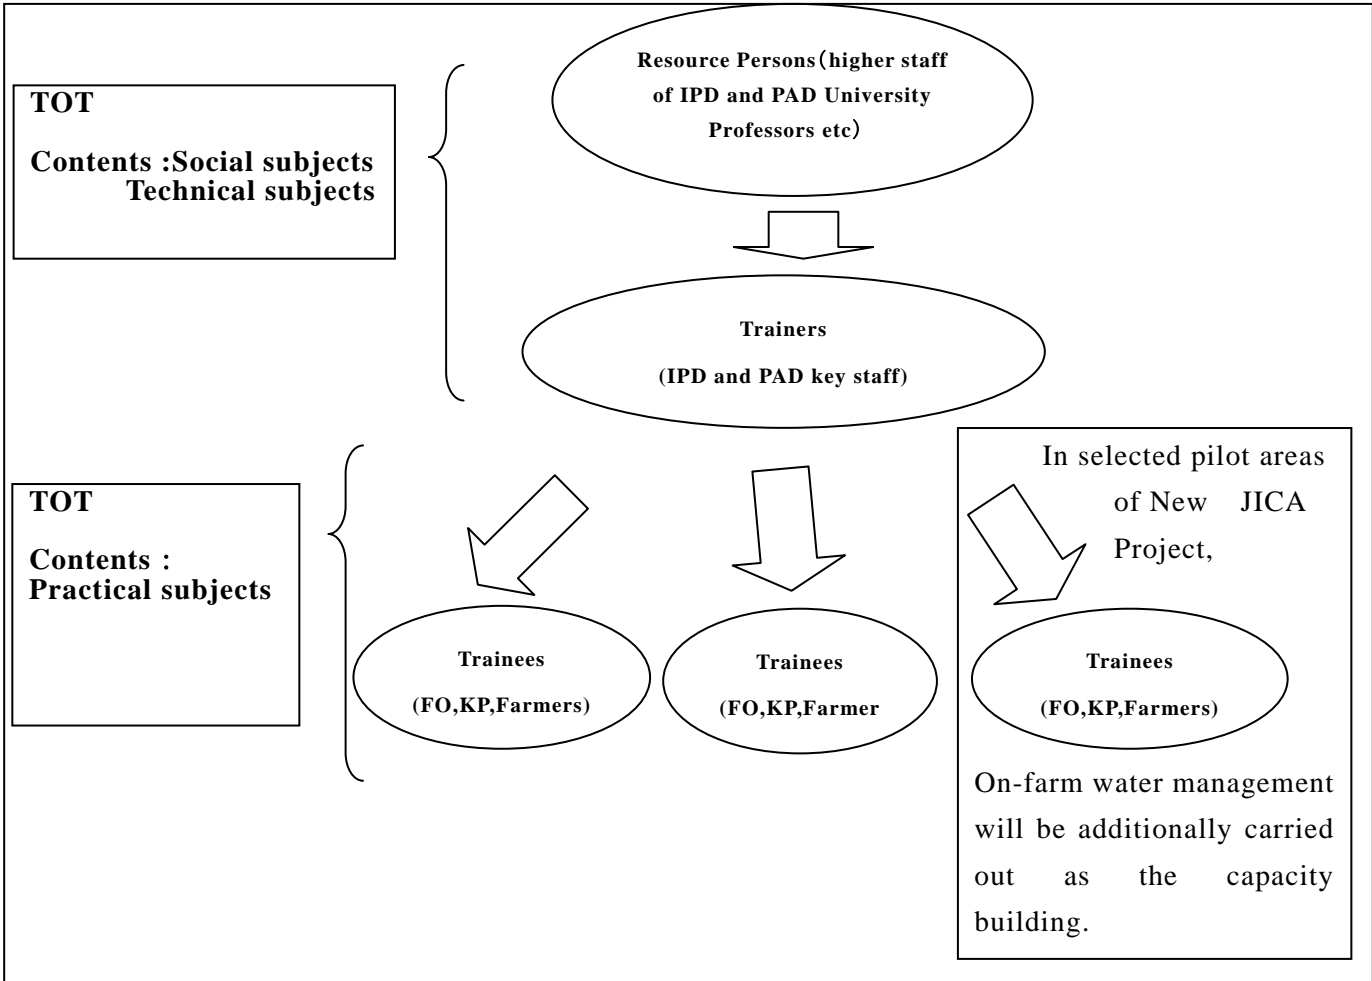 Resource Persons（higher staff
of IPD and PAD University
Professors etc）
TOT
Contents :Social subjects
Technical subjects
Trainers
(IPD and PAD key staff)
TOT
Contents :
Practical subjects
In selected pilot areas
of New JICA
Project,
Trainees
(FO,KP,Farmers)
Trainees
(FO,KP,Farmer
Trainees
(FO,KP,Farmers)
On-farm water management
will be additionally carried
out as the capacity
building.